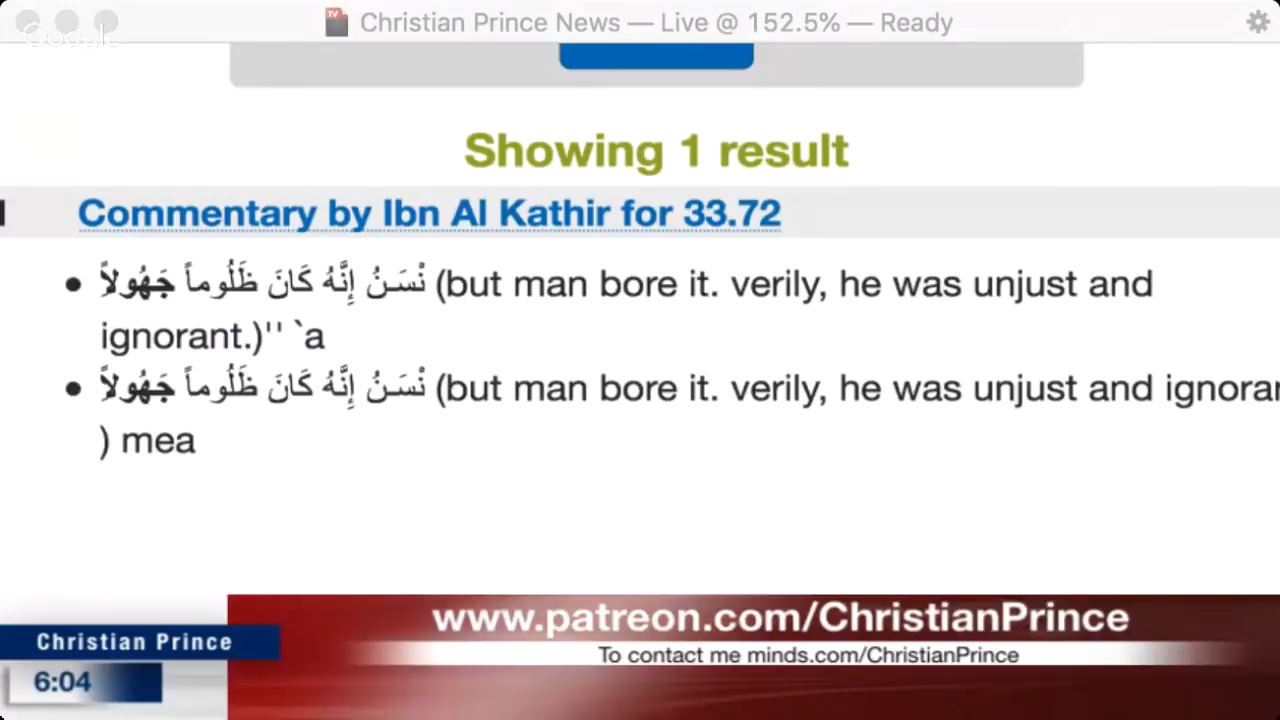 Google
Christian Prince News — Live @ 152.5% — Ready
Showing 1 result
Commentary by Ibn Al Kathir for 33.72
• نْسَـنُ إِنَّهُ كَانَ ظَلُوماً جَهُولاً (but man bore it. verily, he was unjust and
ignorant.)'' `a
• نْسَـنُ إِنَّهُ كَانَ ظَلُوماً جَهُولاً (but man bore it. verily, he was unjust and ignorar
) mea
www.patreon.com/ChristianPrince
Christian Prince
To contact me minds.com/ChristianPrince
6:04